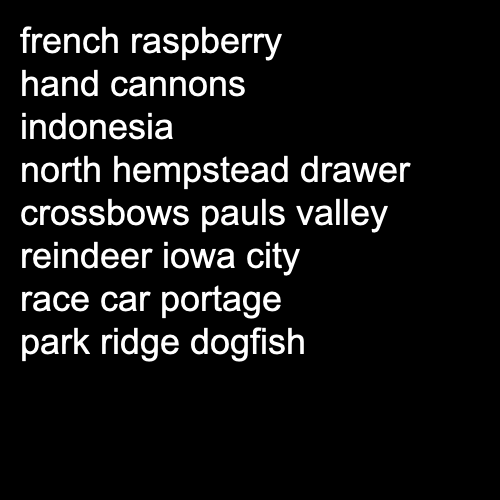 french raspberry
hand cannons
indonesia
north hempstead drawer
crossbows pauls valley
reindeer iowa city
race car portage
park ridge dogfish